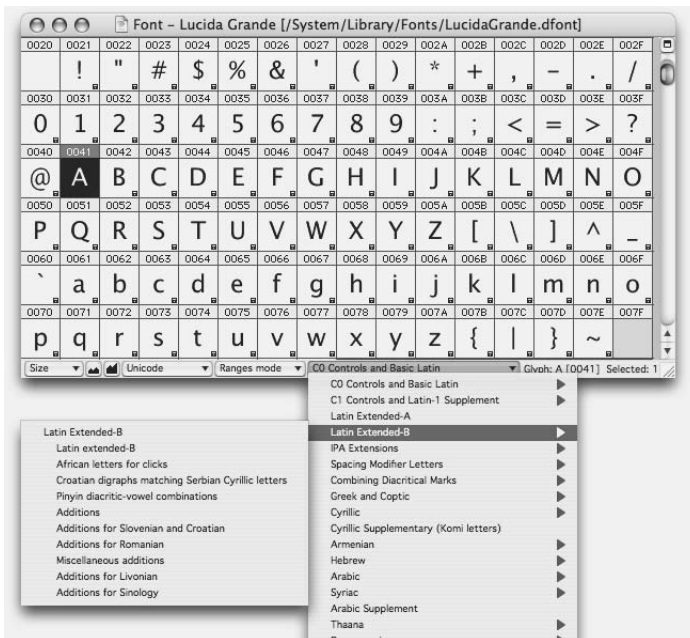 Font – Lucida Grande [/System/Library/Fonts/LucidaGrande.dfont]
0020 0021 0022 0023 0024 0025 0026 0027 0028 0029 002A 002B 002C 002D 002E 002F
! " # $ % & ' ( ) * + , – . /
0030 0031 0032 0033 0034 0035 0036 0037 0038 0039 003A 003B 003C 003D 003E 003F
0 1 2 3 4 5 6 7 8 9 : ; < = > ?
0040 0041 0042 0043 0044 0045 0046 0047 0048 0049 004A 004B 004C 004D 004E 004F
@ A B C D E F G H I J K L M N O
0050 0051 0052 0053 0054 0055 0056 0057 0058 0059 005A 005B 005C 005D 005E 005F
P Q R S T U V W X Y Z [ \ ] ^ _
0060 0061 0062 0063 0064 0065 0066 0067 0068 0069 006A 006B 006C 006D 006E 006F
` a b c d e f g h i j k l m n o
0070 0071 0072 0073 0074 0075 0076 0077 0078 0079 007A 007B 007C 007D 007E 007F
p q r s t u v w x y z { | } ~
Size Unicode Ranges mode C0 Controls and Basic Latin Glyph: A [0041] Selected: 1
C0 Controls and Basic Latin
C1 Controls and Latin-1 Supplement
Latin Extended-A
Latin Extended-B
IPA Extensions
Spacing Modifier Letters
Combining Diacritical Marks
Greek and Coptic
Cyrillic
Cyrillic Supplementary (Komi letters)
Armenian
Hebrew
Arabic
Syriac
Arabic Supplement
Thaana
Latin Extended-B
Latin extended-B
African letters for clicks
Croatian digraphs matching Serbian Cyrillic letters
Pinyin diacritic-vowel combinations
Additions
Additions for Slovenian and Croatian
Additions for Romanian
Miscellaneous additions
Additions for Livonian
Additions for Sinology